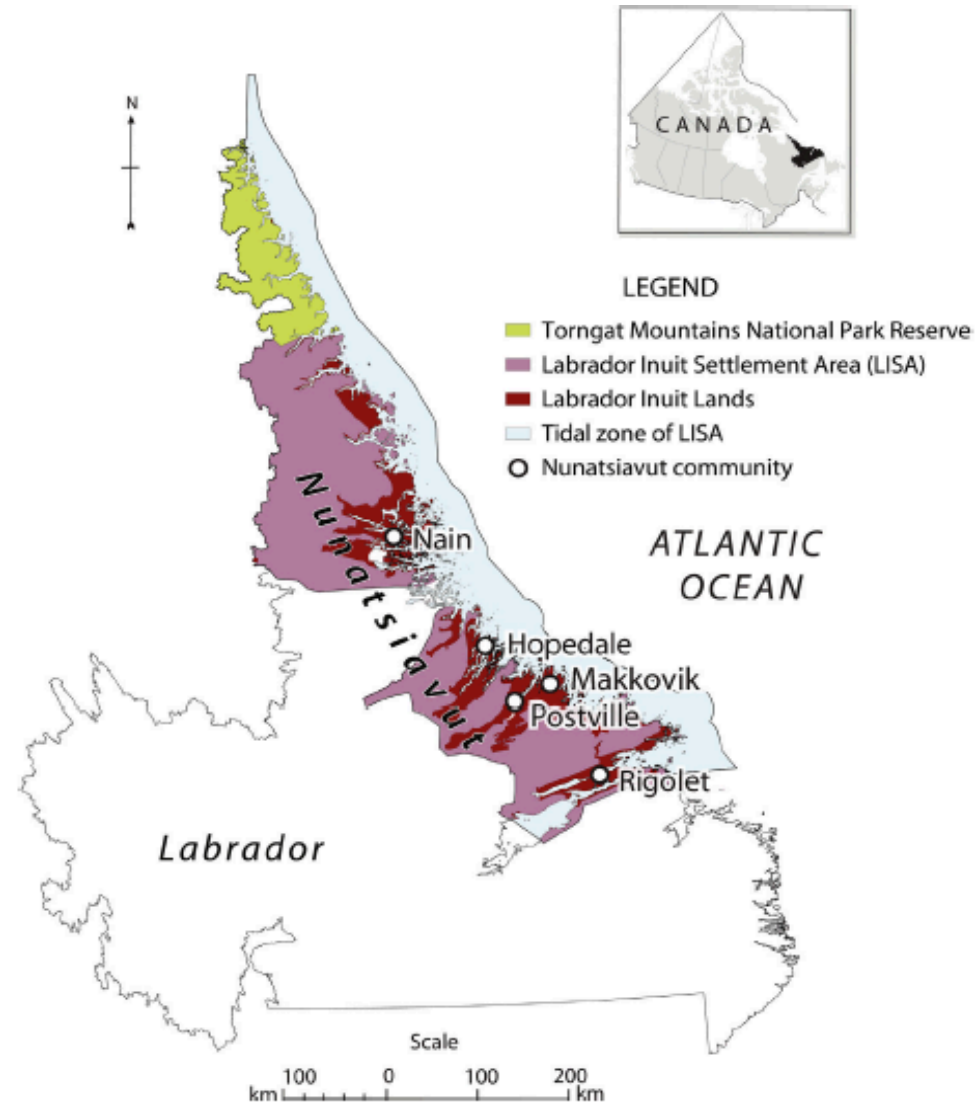 N
CANADA
LEGEND
Torngat Mountains National Park Reserve
Labrador Inuit Settlement Area (LISA)
Labrador Inuit Lands
Tidal zone of LISA
Nunatsiavut community
Nunatsiavut
Nain
ATLANTIC
OCEAN
Hopedale
Makkovik
Postville
Rigolet
Labrador
Scale
100 0 100 200
km km